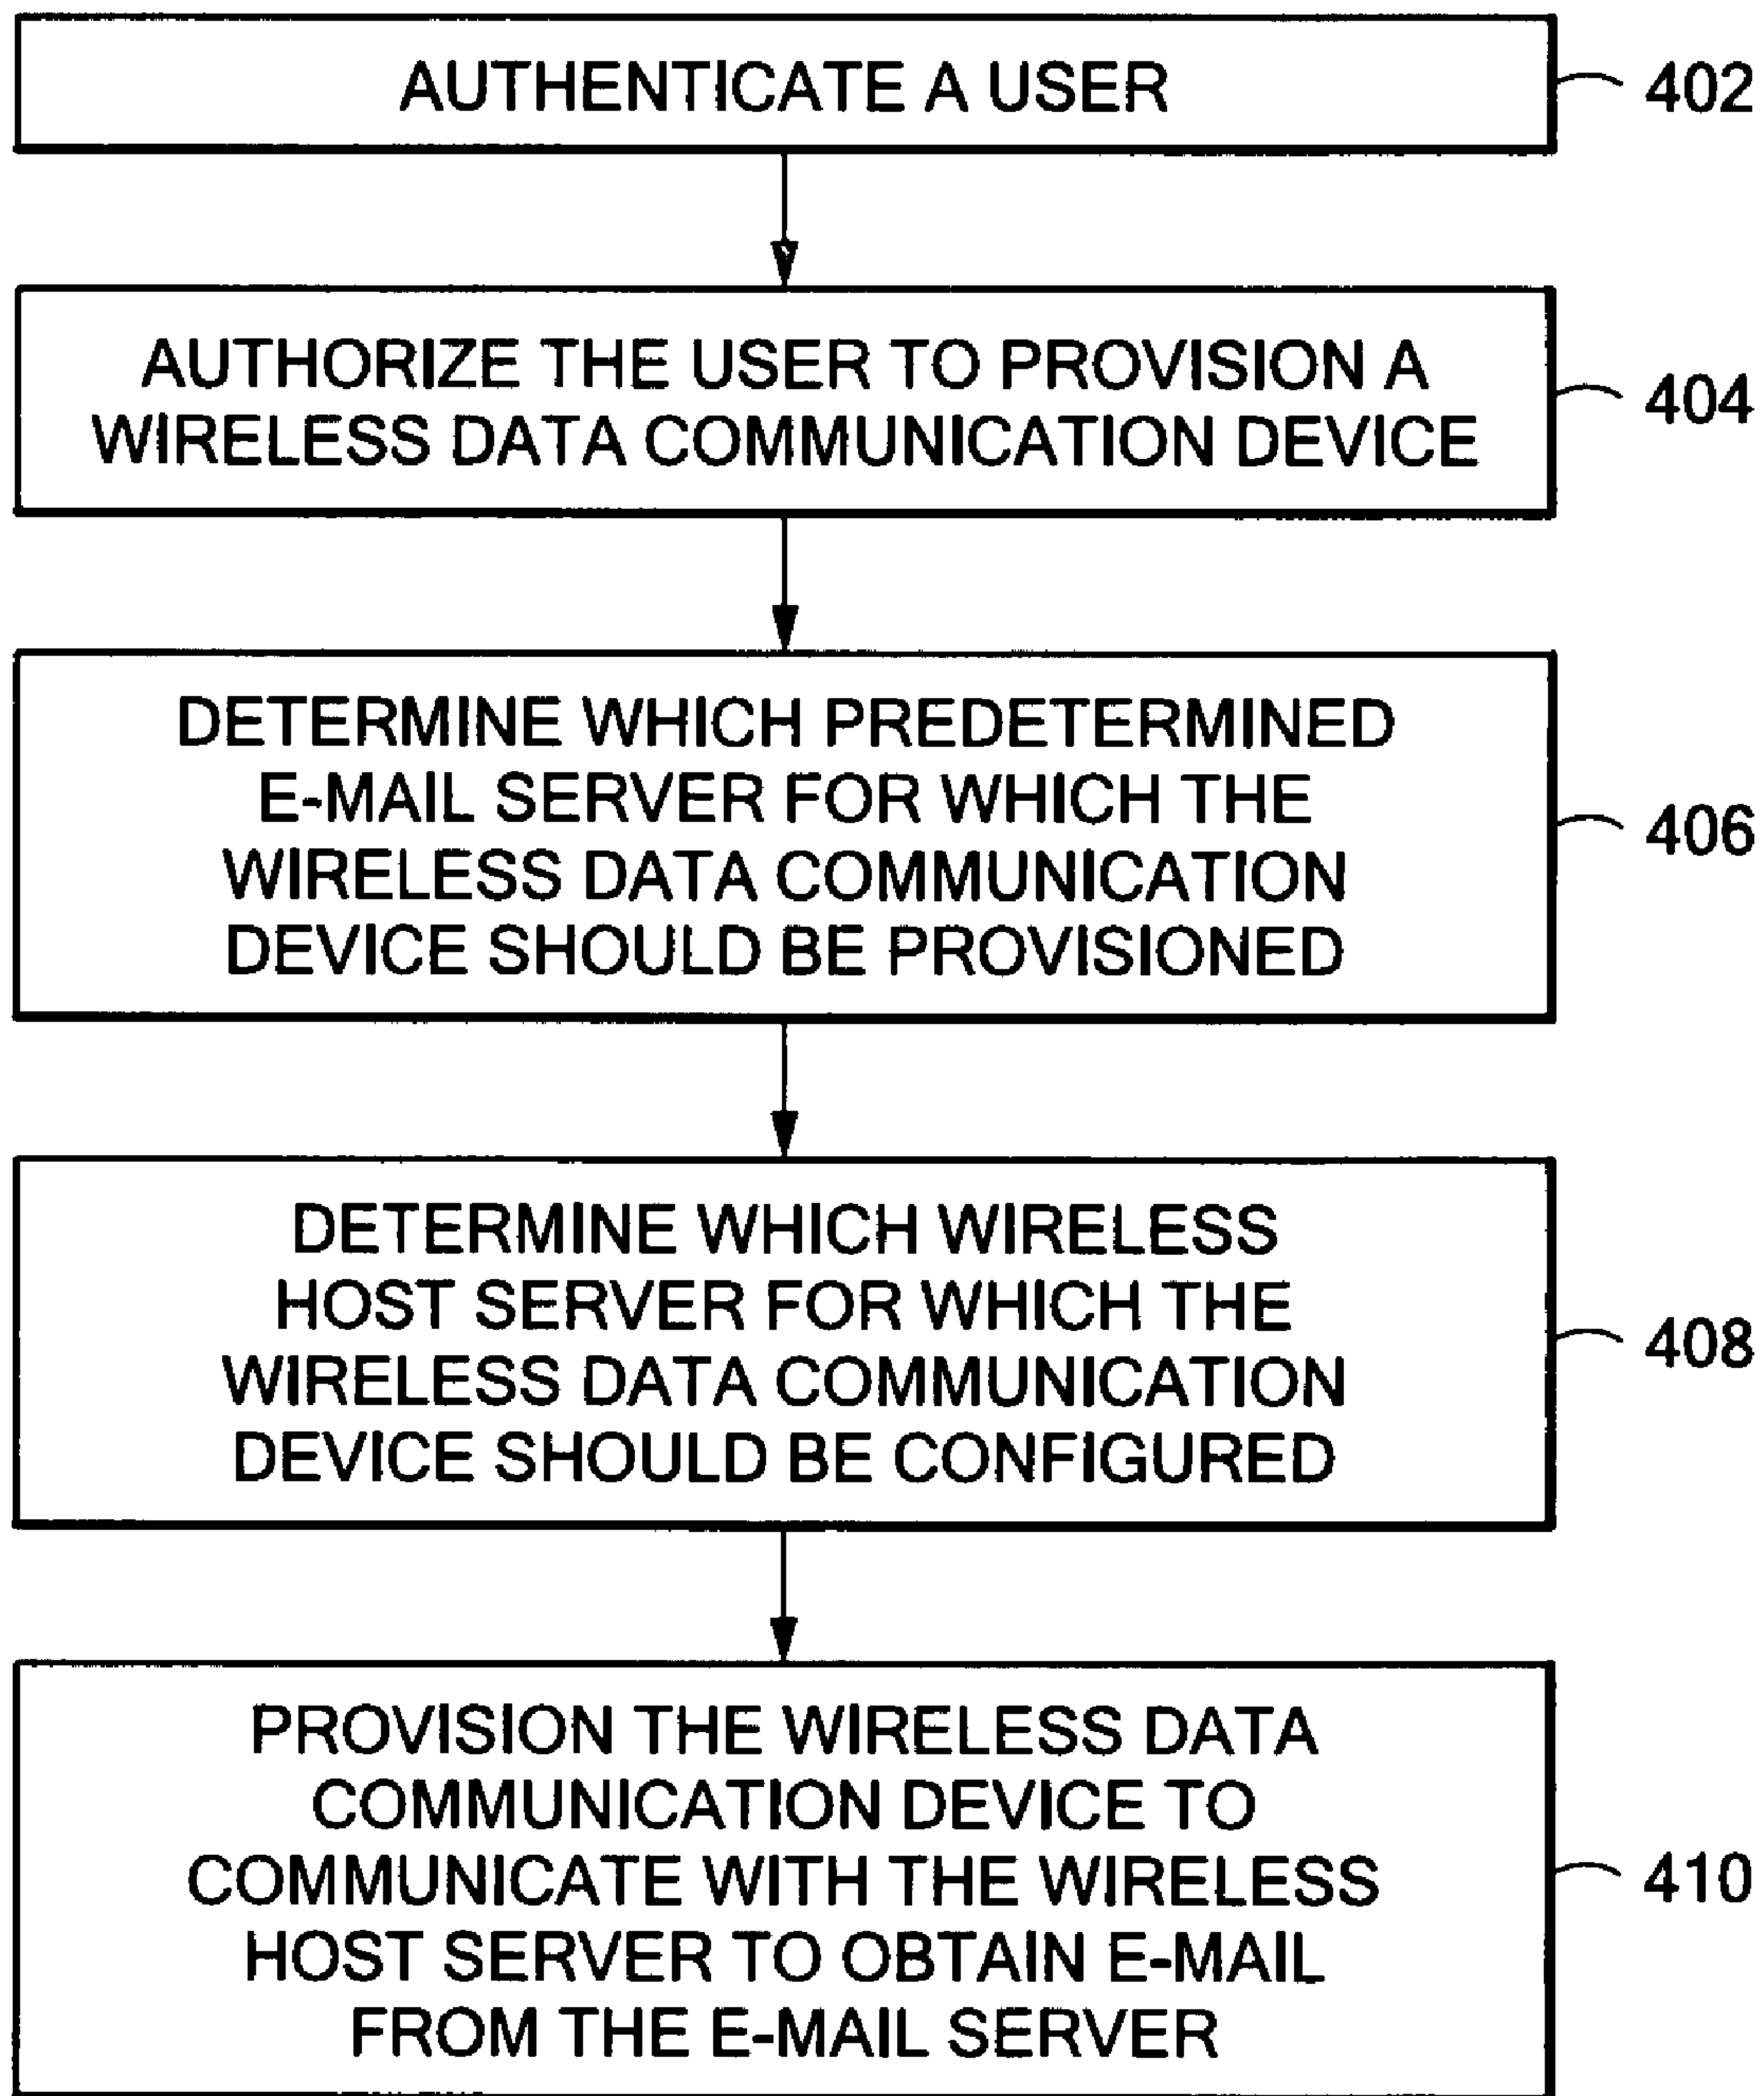 AUTHENTICATE A USER
402
AUTHORIZE THE USER TO PROVISION A
WIRELESS DATA COMMUNICATION DEVICE
404
DETERMINE WHICH PREDETERMINED
E-MAIL SERVER FOR WHICH THE
WIRELESS DATA COMMUNICATION
DEVICE SHOULD BE PROVISIONED
406
DETERMINE WHICH WIRELESS
HOST SERVER FOR WHICH THE
WIRELESS DATA COMMUNICATION
DEVICE SHOULD BE CONFIGURED
408
PROVISION THE WIRELESS DATA
COMMUNICATION DEVICE TO
COMMUNICATE WITH THE WIRELESS
HOST SERVER TO OBTAIN E-MAIL
FROM THE E-MAIL SERVER
410